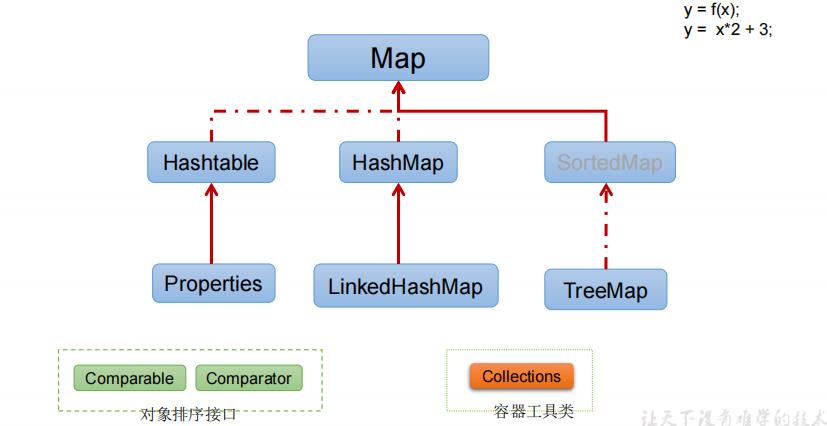 y = f(x);
y = x*2 + 3;
Map
Hashtable
HashMap
SortedMap
Properties
LinkedHashMap
TreeMap
Comparable
Comparator
对象排序接口
Collections
容器工具类
让天下没有难学的技术